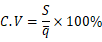 C.V = S/q̄ × 100%